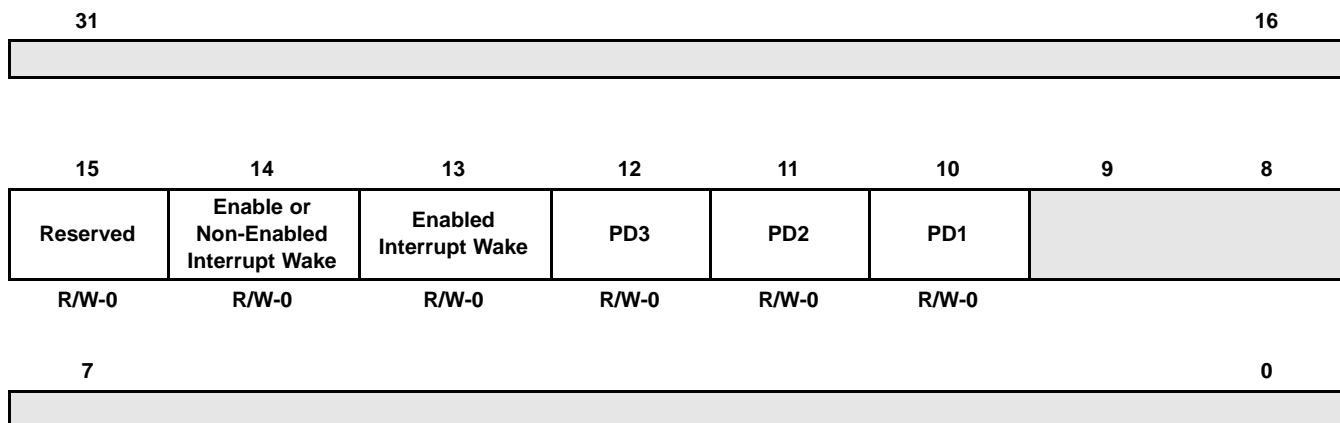 31 16
15 14 13 12 11 10 9 8
Reserved
Enable or
Non-Enabled
Interrupt Wake
Enabled
Interrupt Wake
PD3
PD2
PD1
R/W-0 R/W-0 R/W-0 R/W-0 R/W-0 R/W-0
7 0